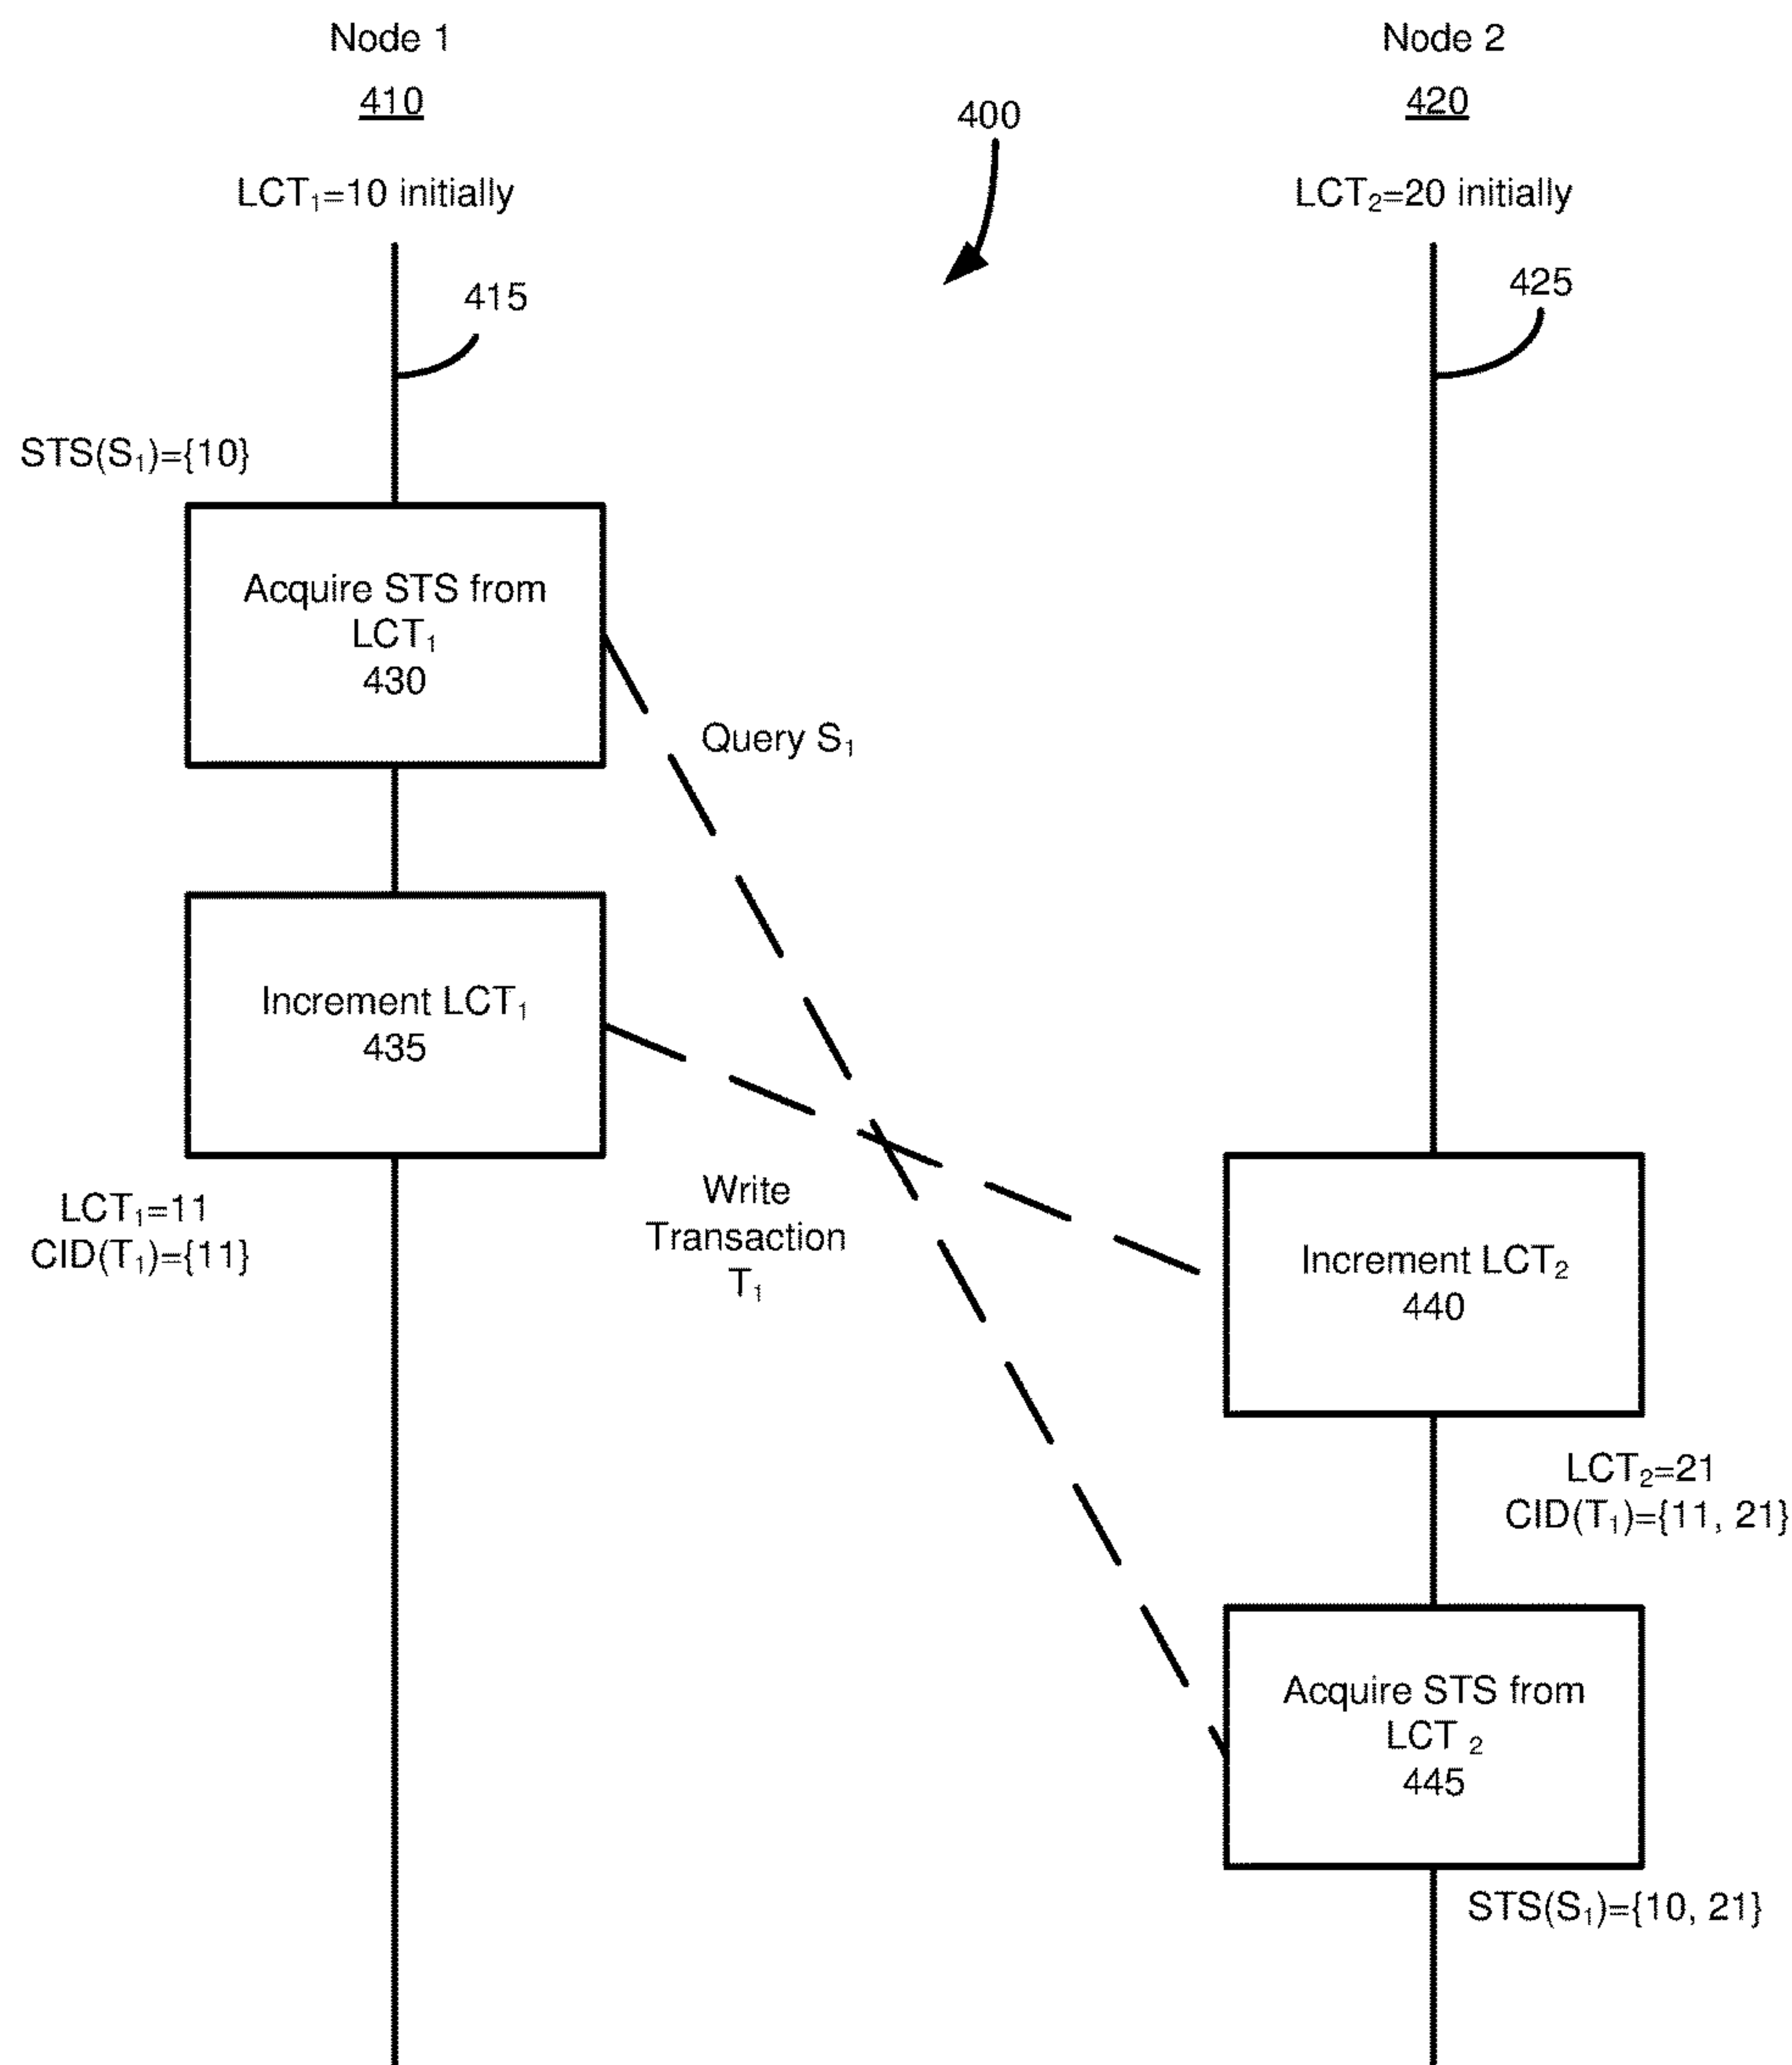 Node 1
410
LCT₁=10 initially
400
Node 2
420
LCT₂=20 initially
415
425
STS(S₁)={10}
Acquire STS from
LCT₁
430
Query S₁
Increment LCT₁
435
LCT₁=11
CID(T₁)={11}
Write
Transaction
T₁
Increment LCT₂
440
LCT₂=21
CID(T₁)={11, 21}
Acquire STS from
LCT ₂
445
STS(S₁)={10, 21}